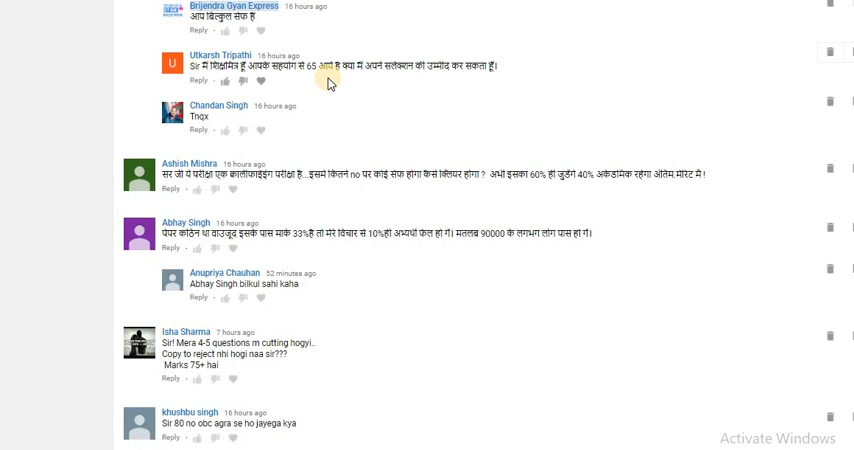 Brijendra Gyan Express 16 hours ago
आप बिल्कुल सेफ हैं
Reply
U
Utkarsh Tripathi 16 hours ago
Sir मैं शिक्षमित्र हूँ आपके सहयोग से 65 आये है क्या मैं अपने सलेक्शन की उम्मीद कर सकता हूँ।
Reply
Chandan Singh 16 hours ago
Tnqx
Reply
Ashish Mishra 16 hours ago
सर जी ये परीक्षा एक क्वालीफाईइंग परीक्षा है...इसमें कितने no पर कोई सेफ होगा कैसे क्लियर होगा ? अभी इसका 60% ही जुडेंगे 40% अकेडमिक रहेगा अंतिम.मेरिट मे !
Reply
Abhay Singh 16 hours ago
पेपर कठिन था वाउजूद इसके पास मार्क 33%है तो मेरे विचार से 10%ही अभ्यर्थी फेल हो गें। मतलब 90000 के लगभग लोग पास हो गें।
Reply
Anupriya Chauhan 52 minutes ago
Abhay Singh bilkul sahi kaha
Reply
Isha Sharma 7 hours ago
Sir! Mera 4-5 questions m cutting hogyi..
Copy to reject nhi hogi naa sir???
Marks 75+ hai
Reply
khushbu singh 16 hours ago
Sir 80 no obc agra se ho jayega kya
Reply
Activate Windows